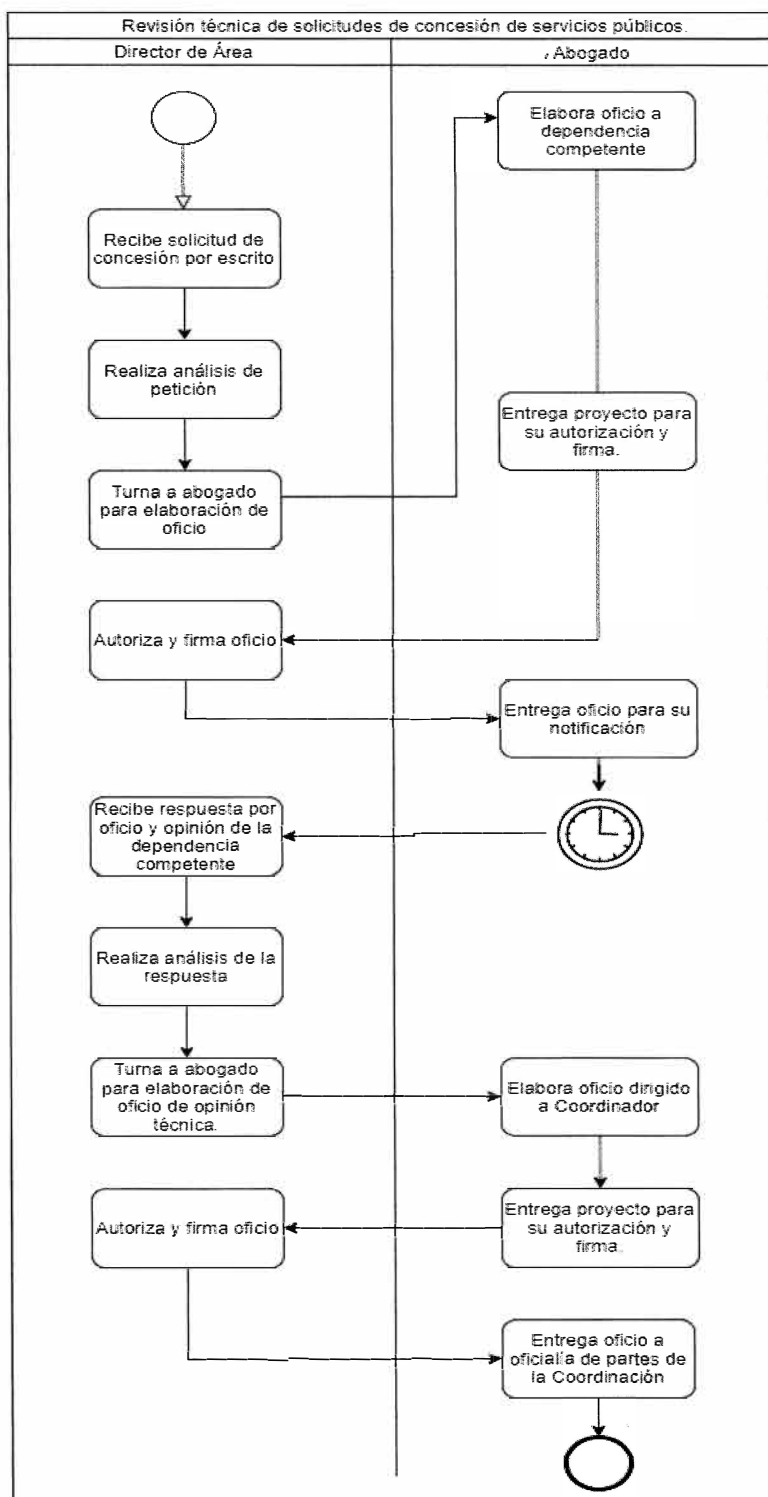 Revisión técnica de solicitudes de concesión de servicios públicos.
Director de Área
Abogado
Elabora oficio a
dependencia
competente
Recibe solicitud de
concesión por escrito
Realiza análisis de
petición
Entrega proyecto para
su autorización y
firma.
Turna a abogado
para elaboración de
oficio
Autoriza y firma oficio
Entrega oficio para su
notificación
Recibe respuesta por
oficio y opinión de la
dependencia
competente
Realiza análisis de la
respuesta
Turna a abogado
para elaboración de
oficio de opinión
técnica.
Elabora oficio dirigido
a Coordinador
Autoriza y firma oficio
Entrega proyecto para
su autorización y
firma.
Entrega oficio a
oficialía de partes de
la Coordinación